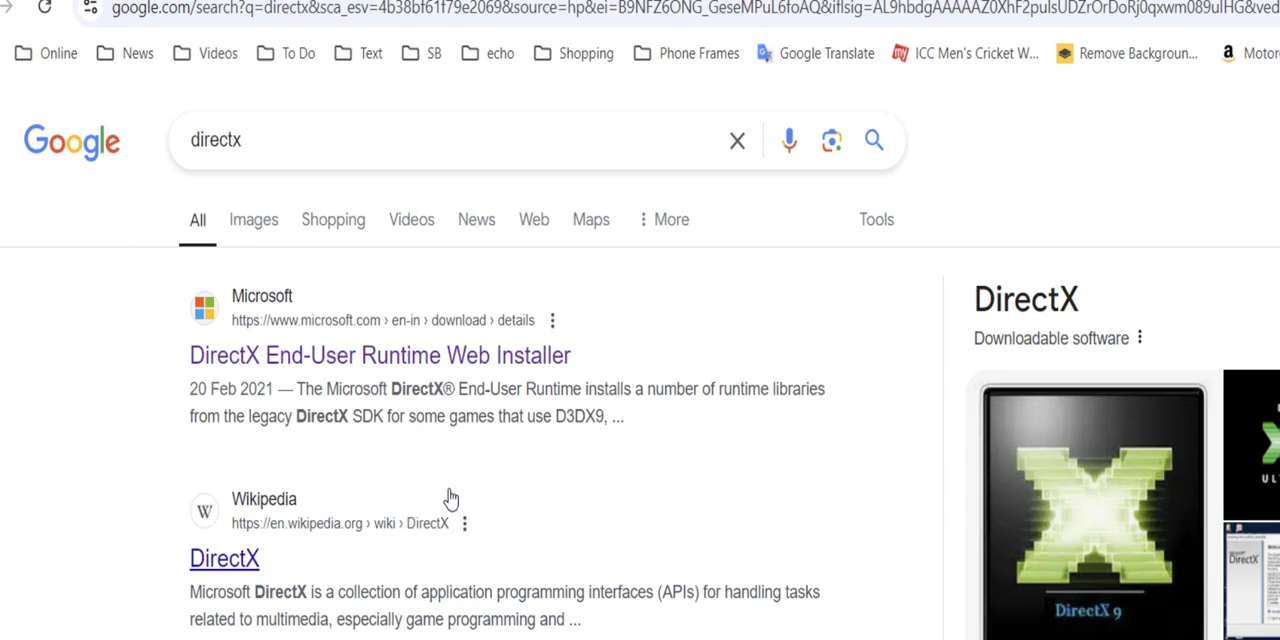 google.com/search?q=directx&sca_esv=4b38bf61f79e2069&source=hp&ei=B9NFZ6ONG_GeseMPuL6foAQ&iflsig=
Online News Videos To Do Text SB echo Shopping Phone Frames Google Translate my ICC Men's Cricket W... Remove Backgroun... a Motor
Google
directx
All Images Shopping Videos News Web Maps More Tools
Microsoft
https://www.microsoft.com › en-in › download › details
DirectX End-User Runtime Web Installer
20 Feb 2021 — The Microsoft DirectX® End-User Runtime installs a number of runtime libraries
from the legacy DirectX SDK for some games that use D3DX9, ...
W
Wikipedia
https://en.wikipedia.org › wiki › DirectX
DirectX
Microsoft DirectX is a collection of application programming interfaces (APIs) for handling tasks
related to multimedia, especially game programming and ...
DirectX
Downloadable software
DirectX 9
DirectX